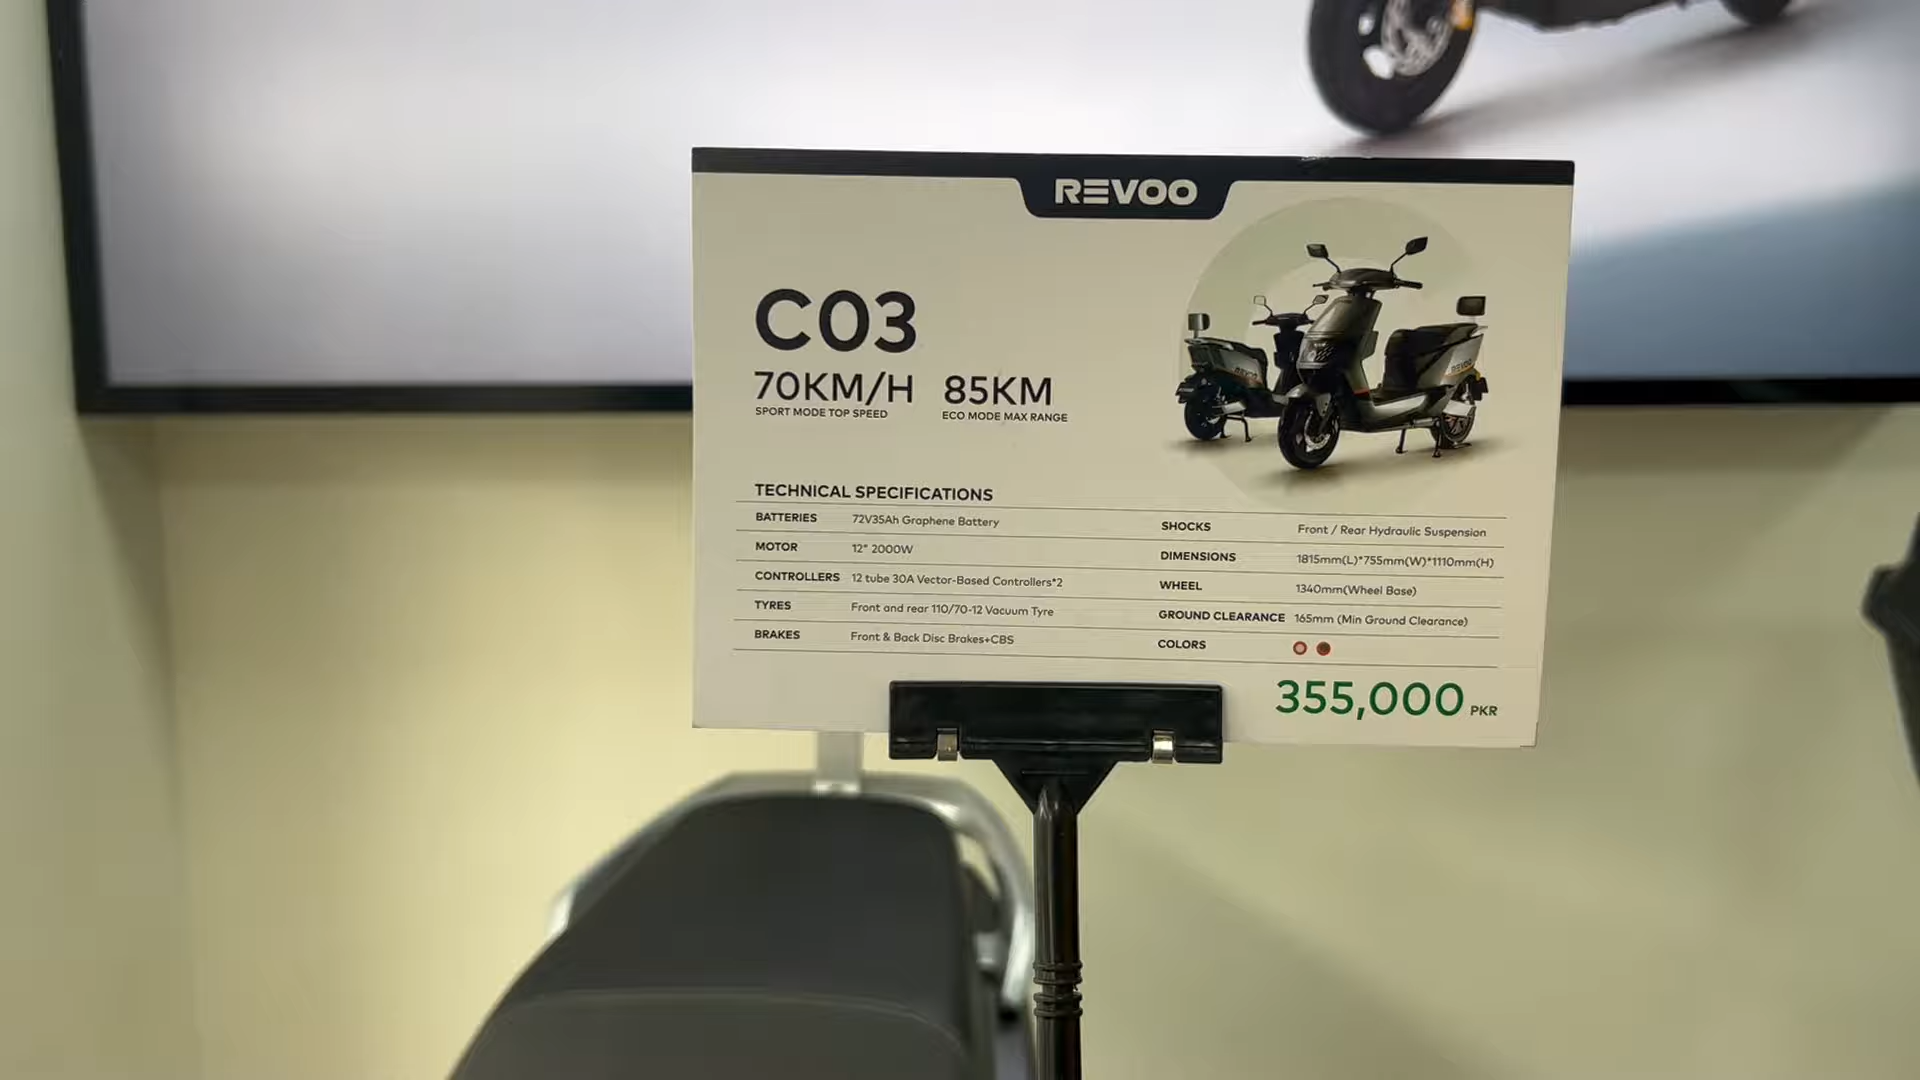 REVOO
C03
70KM/H 85KM
SPORT MODE TOP SPEED ECO MODE MAX RANGE
TECHNICAL SPECIFICATIONS
BATTERIES 72V35Ah Graphene Battery
MOTOR 12" 2000W
CONTROLLERS 12 tube 30A Vector-Based Controllers*2
TYRES Front and rear 110/70-12 Vacuum Tyre
BRAKES Front & Back Disc Brakes+CBS
SHOCKS Front / Rear Hydraulic Suspension
DIMENSIONS 1815mm(L)*755mm(W)*1110mm(H)
WHEEL 1340mm(Wheel Base)
GROUND CLEARANCE 165mm (Min Ground Clearance)
COLORS
355,000 PKR
REVOO
REVOO